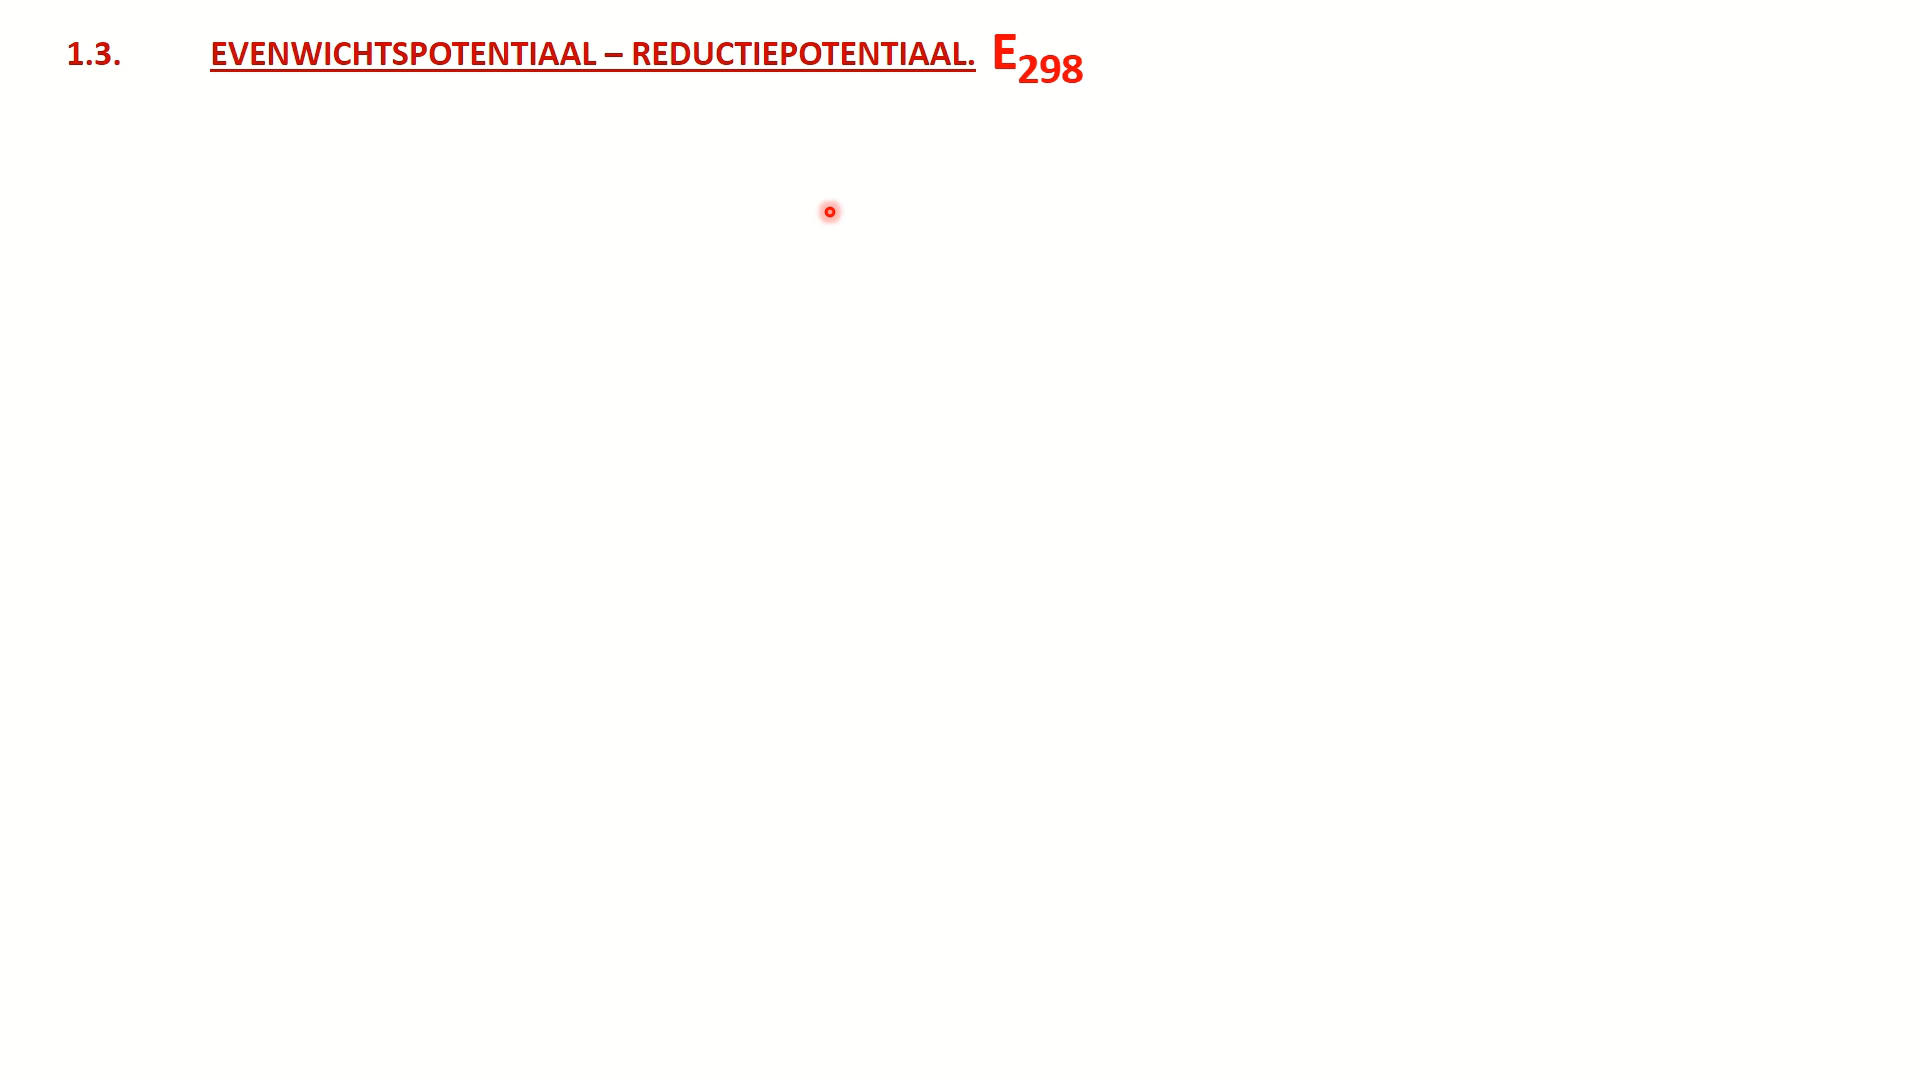 1.3. EVENWICHTSPOTENTIAAL – REDUCTIEPOTENTIAAL. E₂₉₈